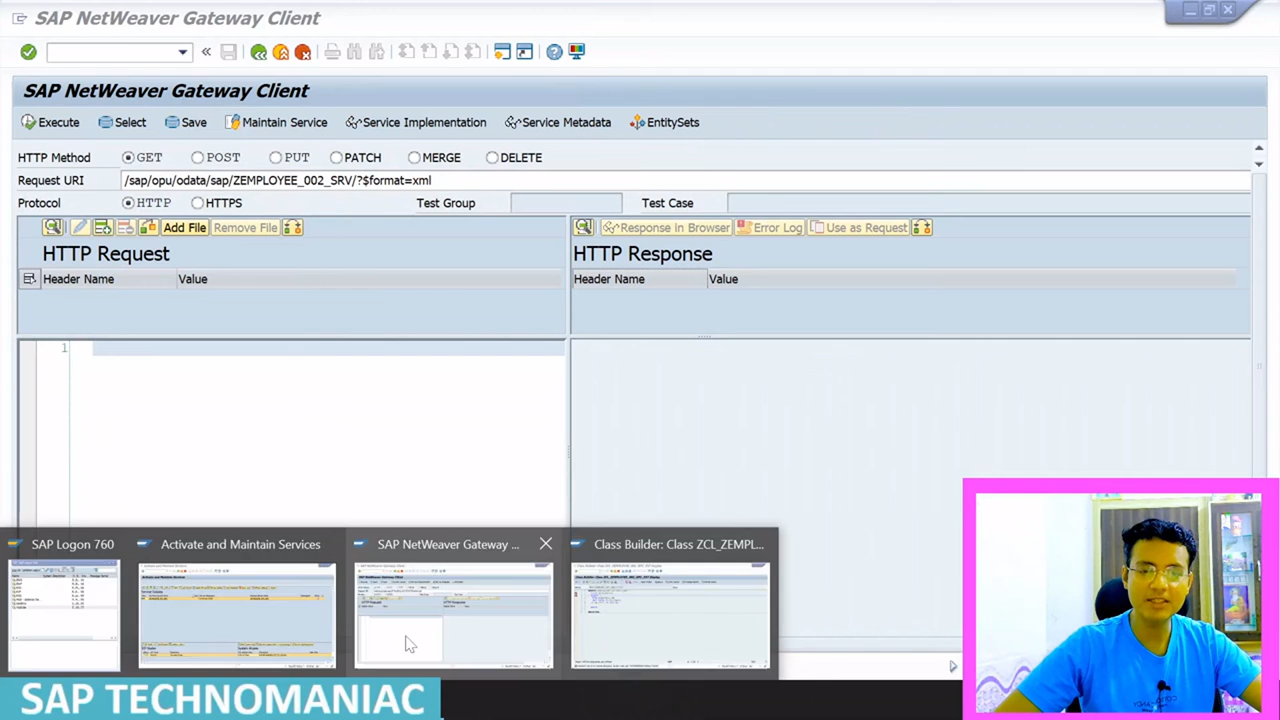 SAP NetWeaver Gateway Client
SAP NetWeaver Gateway Client
Execute Select Save Maintain Service Service Implementation Service Metadata EntitySets
HTTP Method GET POST PUT PATCH MERGE DELETE
Request URI /sap/opu/odata/sap/ZEMPLOYEE_002_SRV/?$format=xml
Protocol HTTP HTTPS Test Group Test Case
Add File Remove File Response in Browser Error Log Use as Request
HTTP Request HTTP Response
Header Name Value Header Name Value
1
SAP Logon 760 Activate and Maintain Services SAP NetWeaver Gateway ... Class Builder: Class ZCL_ZEMPL...
SAP TECHNOMANIAC